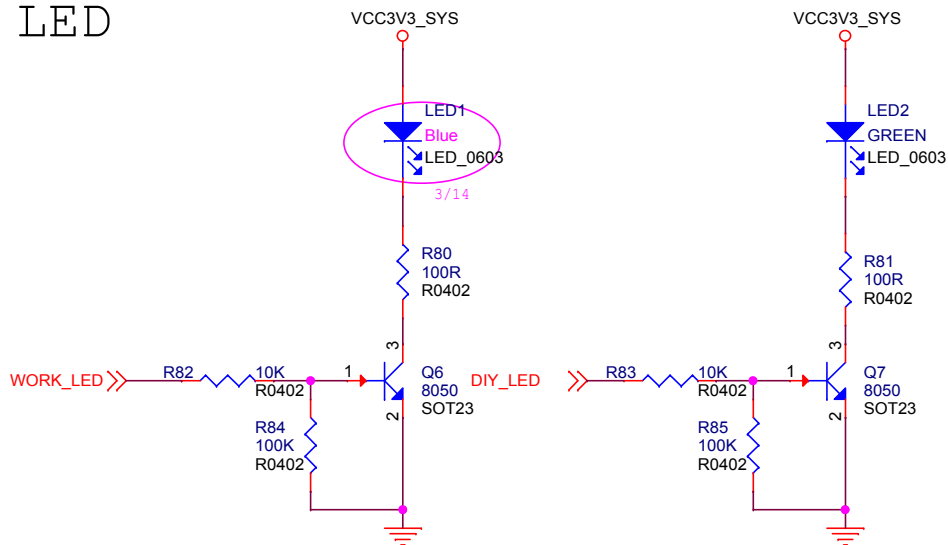 LED
VCC3V3_SYS
LED1
Blue
LED_0603
3/14
R80
100R
R0402
3
WORK_LED
R82
10K
R0402
1
Q6
8050
SOT23
2
R84
100K
R0402
VCC3V3_SYS
LED2
GREEN
LED_0603
R81
100R
R0402
3
DIY_LED
R83
10K
R0402
1
Q7
8050
SOT23
2
R85
100K
R0402